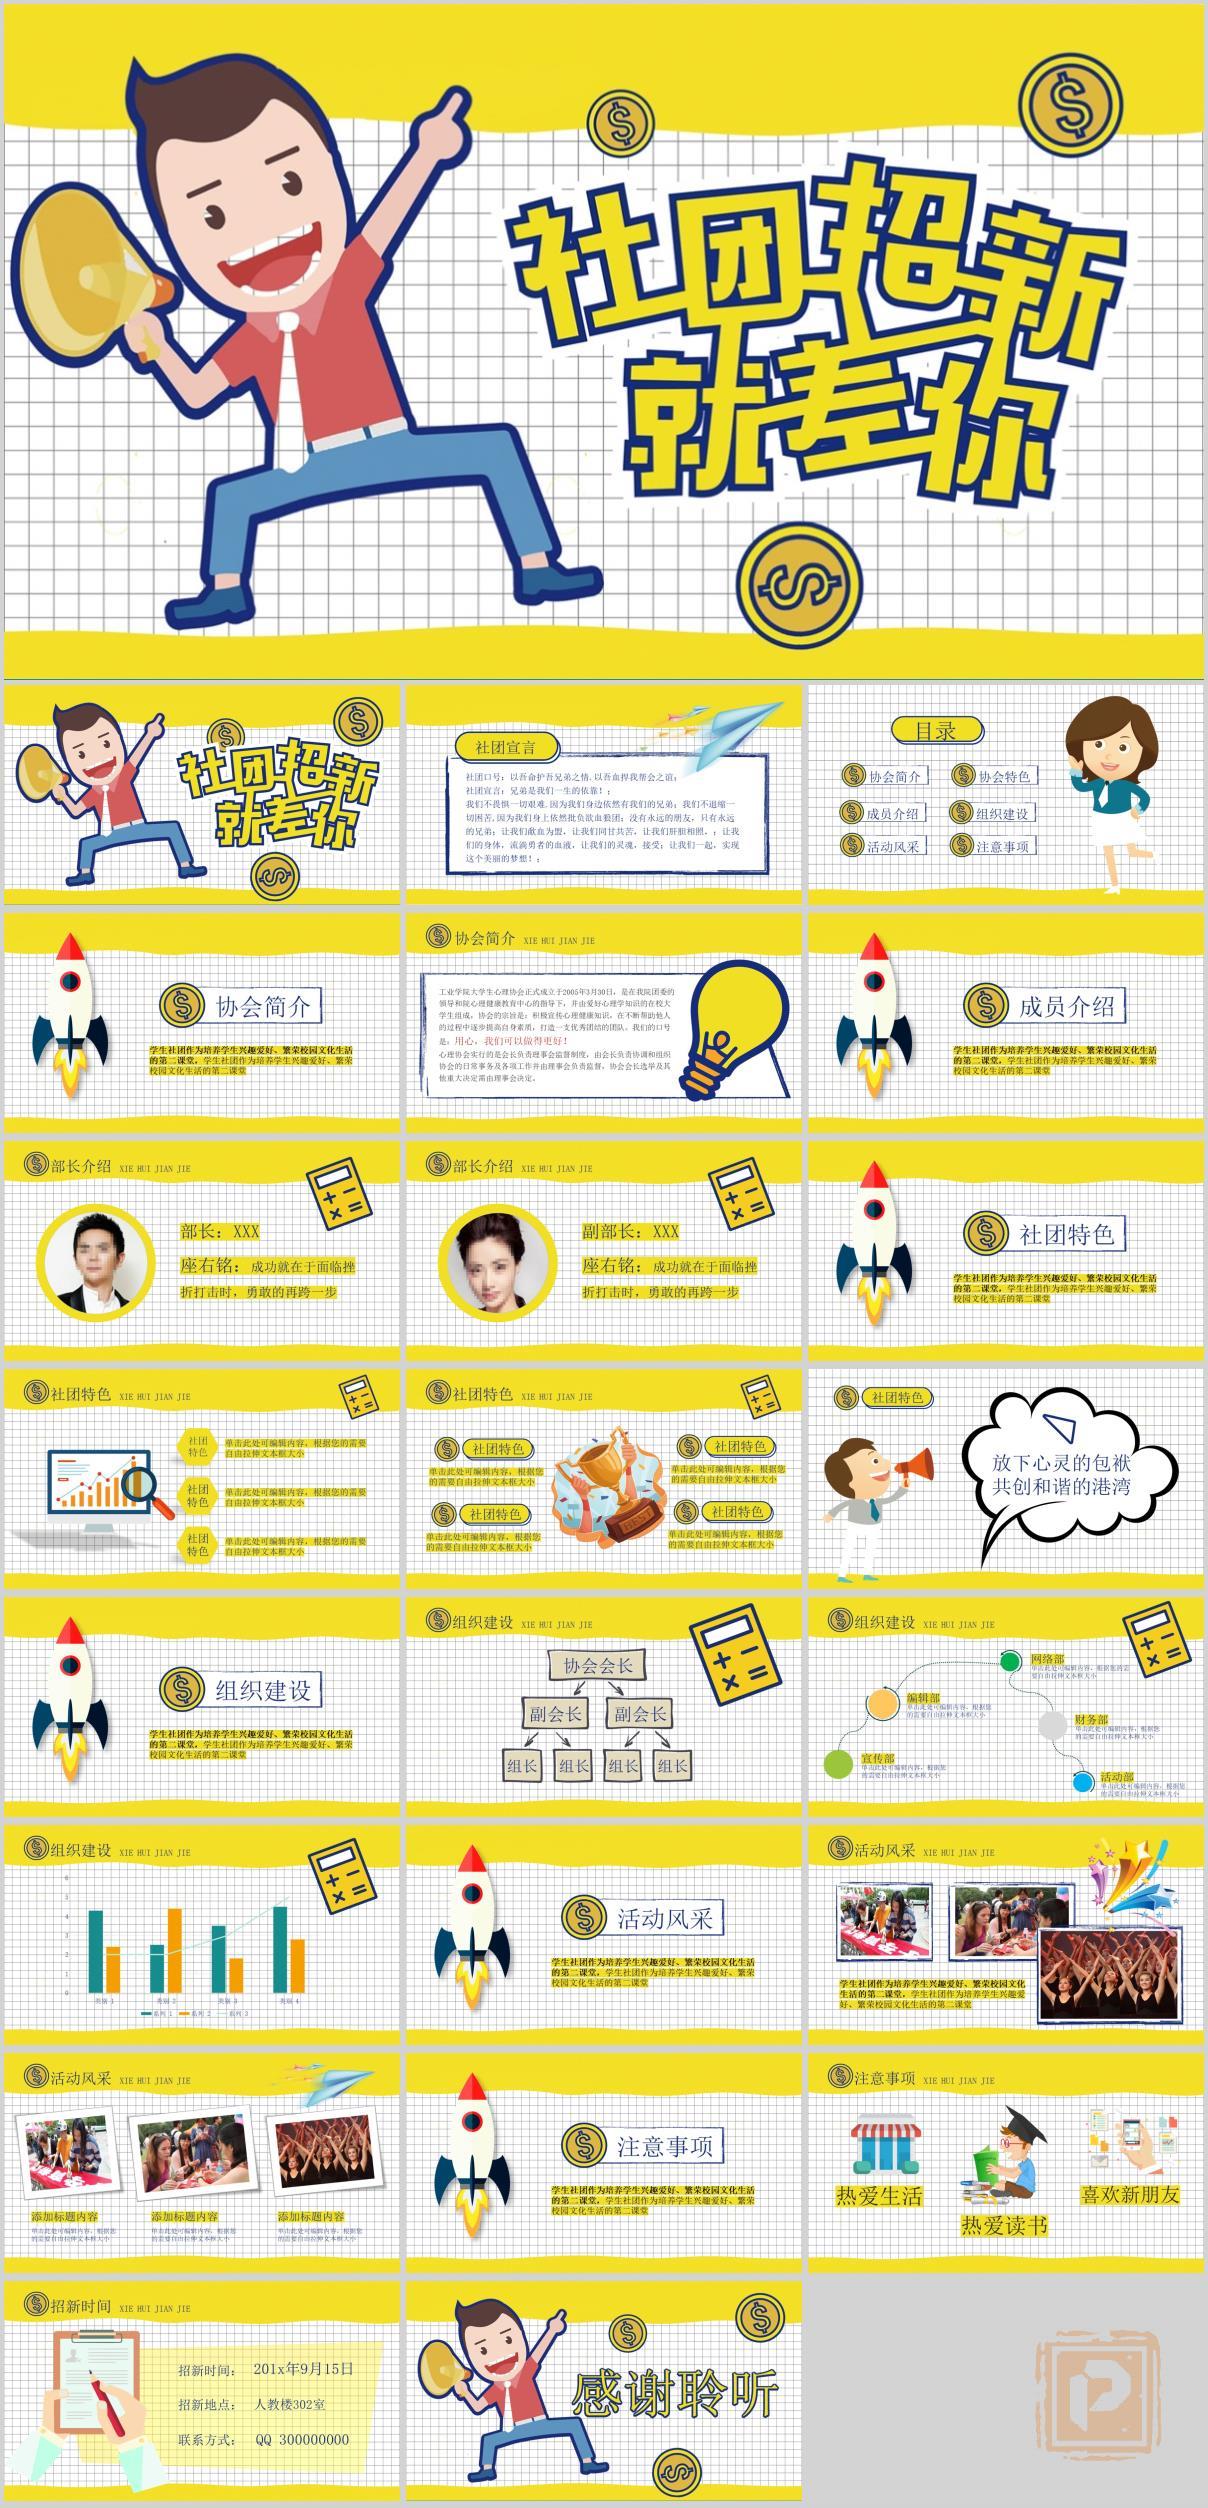 社团招新
就差你
社团招新
就差你
社团宣言
社团口号：以吾命护吾兄弟之情，以吾血捍我帮会之谊；
社团宣言：兄弟是我们一生的依靠！；
我们不畏惧一切艰难，因为我们身边依然有我们的兄弟；我们不退缩一
切困苦，因为我们身上依然批负欲血狼团；没有永远的朋友，只有永远
的兄弟；让我们献血为盟，让我们同甘共苦，让我们肝胆相照，；让我
们的身体，流淌勇者的血液，让我们的灵魂，接受；让我们一起，实现
这个美丽的梦想！；
目录
协会简介
协会特色
成员介绍
组织建设
活动风采
注意事项
协会简介
学生社团作为培养学生兴趣爱好、繁荣校园文化生活
的第二课堂，学生社团作为培养学生兴趣爱好、繁荣
校园文化生活的第二课堂
协会简介 XIE HUI JIAN JIE
工业学院大学生心理协会正式成立于2005年3月30日，是在我院团委的
领导和院心理健康教育中心的指导下，并由爱好心理学知识的在校大
学生组成，协会的宗旨是：积极宣传心理健康知识，在不断帮助他人
的过程中逐步提高自身素质，打造一支优秀团结的团队。我们的口号
是：用心，我们可以做得更好！
心理协会实行的是会长负责理事会监督制度，由会长负责协调和组织
协会的日常事务及各项工作并由理事会负责监督，协会会长选举及其
他重大决定需由理事会决定。
成员介绍
学生社团作为培养学生兴趣爱好、繁荣校园文化生活
的第二课堂，学生社团作为培养学生兴趣爱好、繁荣
校园文化生活的第二课堂
部长介绍 XIE HUI JIAN JIE
部长：XXX
座右铭：成功就在于面临挫
折打击时，勇敢的再跨一步
部长介绍 XIE HUI JIAN JIE
副部长：XXX
座右铭：成功就在于面临挫
折打击时，勇敢的再跨一步
社团特色
学生社团作为培养学生兴趣爱好、繁荣校园文化生活
的第二课堂，学生社团作为培养学生兴趣爱好、繁荣
校园文化生活的第二课堂
社团特色 XIE HUI JIAN JIE
社团
特色
单击此处可编辑内容，根据您的需要
自由拉伸文本框大小
社团
特色
单击此处可编辑内容，根据您的需要
自由拉伸文本框大小
社团
特色
单击此处可编辑内容，根据您的需要
自由拉伸文本框大小
社团特色 XIE HUI JIAN JIE
社团特色
单击此处可编辑内容，根据您
的需要自由拉伸文本框大小
社团特色
单击此处可编辑内容，根据您
的需要自由拉伸文本框大小
社团特色
单击此处可编辑内容，根据您
的需要自由拉伸文本框大小
社团特色
单击此处可编辑内容，根据您
的需要自由拉伸文本框大小
BEST
社团特色
放下心灵的包袱
共创和谐的港湾
组织建设
学生社团作为培养学生兴趣爱好、繁荣校园文化生活
的第二课堂，学生社团作为培养学生兴趣爱好、繁荣
校园文化生活的第二课堂
组织建设 XIE HUI JIAN JIE
协会会长
副会长
副会长
组长
组长
组长
组长
组织建设 XIE HUI JIAN JIE
网络部
单击此处可编辑内容，根据您的需
要自由拉伸文本框大小
编辑部
单击此处可编辑内容，根据您
的需要自由拉伸文本框大小
财务部
单击此处可编辑内容，根据您
的需要自由拉伸文本框大小
宣传部
单击此处可编辑内容，根据您
的需要自由拉伸文本框大小
活动部
单击此处可编辑内容，根据您
的需要自由拉伸文本框大小
组织建设 XIE HUI JIAN JIE
6
5
4
3
2
1
0
类别 1
类别 2
类别 3
类别 4
系列 1 系列 2 系列 3
活动风采
学生社团作为培养学生兴趣爱好、繁荣校园文化生活
的第二课堂，学生社团作为培养学生兴趣爱好、繁荣
校园文化生活的第二课堂
活动风采 XIE HUI JIAN JIE
学生社团作为培养学生兴趣爱好、繁荣校园文化
生活的第二课堂，学生社团作为培养学生兴趣爱
好、繁荣校园文化生活的第二课堂
活动风采 XIE HUI JIAN JIE
添加标题内容
单击此处可编辑内容，根据您
的需要自由拉伸文本框大小
添加标题内容
单击此处可编辑内容，根据您
的需要自由拉伸文本框大小
添加标题内容
单击此处可编辑内容，根据您
的需要自由拉伸文本框大小
注意事项
学生社团作为培养学生兴趣爱好、繁荣校园文化生活
的第二课堂，学生社团作为培养学生兴趣爱好、繁荣
校园文化生活的第二课堂
注意事项 XIE HUI JIAN JIE
热爱生活
热爱读书
喜欢新朋友
招新时间 XIE HUI JIAN JIE
招新时间： 201x年9月15日
招新地点： 人教楼302室
联系方式： QQ 300000000
感谢聆听